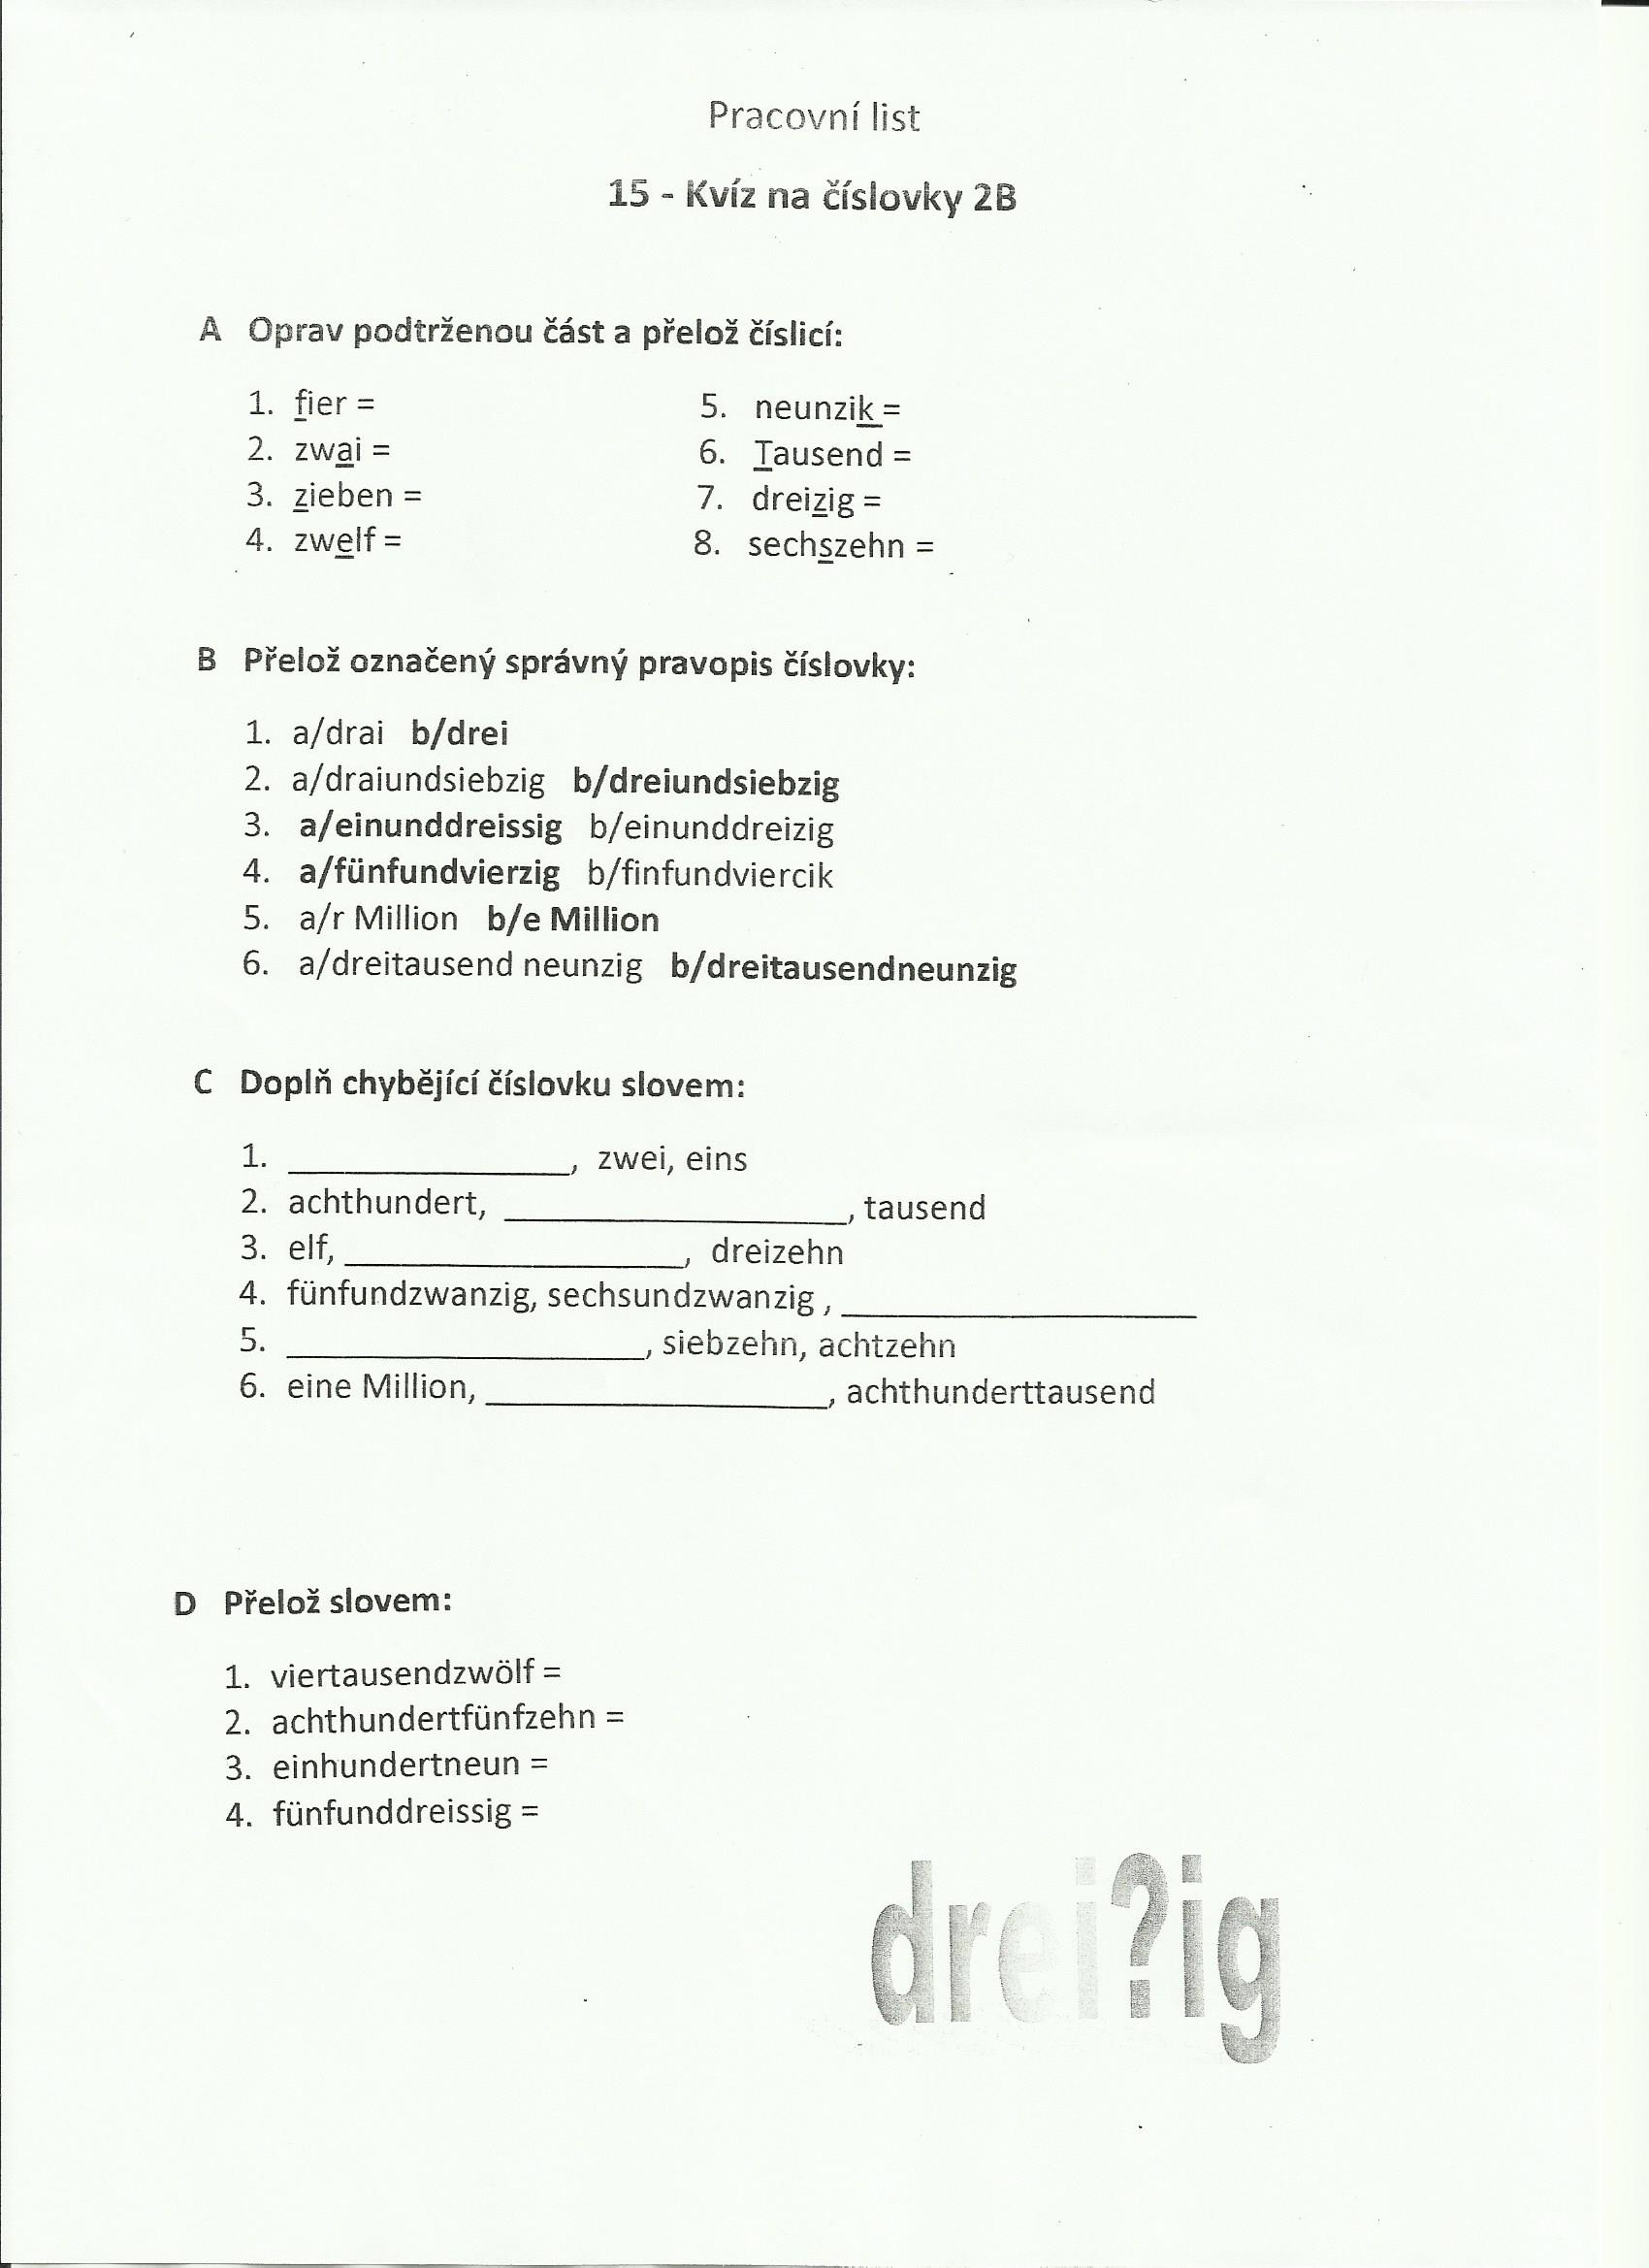 Pracovní list
15 - Kvíz na číslovky 2B
A Oprav podtrženou část a přelož číslicí:
1. fier =
2. zwai =
3. zieben =
4. zwelf =
5. neunzik =
6. Tausend =
7. dreizig =
8. sechszehn =
B Přelož označený správný pravopis číslovky:
1. a/drai b/drei
2. a/draiundsiebzig b/dreiundsiebzig
3. a/einunddreissig b/einunddreizig
4. a/fünfundvierzig b/finfundviercik
5. a/r Million b/e Million
6. a/dreitausend neunzig b/dreitausendneunzig
C Doplň chybějící číslovku slovem:
1. _______________, zwei, eins
2. achthundert, __________________, tausend
3. elf, __________________, dreizehn
4. fünfundzwanzig, sechsundzwanzig , ___________________
5. ___________________, siebzehn, achtzehn
6. eine Million, __________________, achthunderttausend
D Přelož slovem:
1. viertausendzwölf =
2. achthundertfünfzehn =
3. einhundertneun =
4. fünfunddreissig =
drei?ig